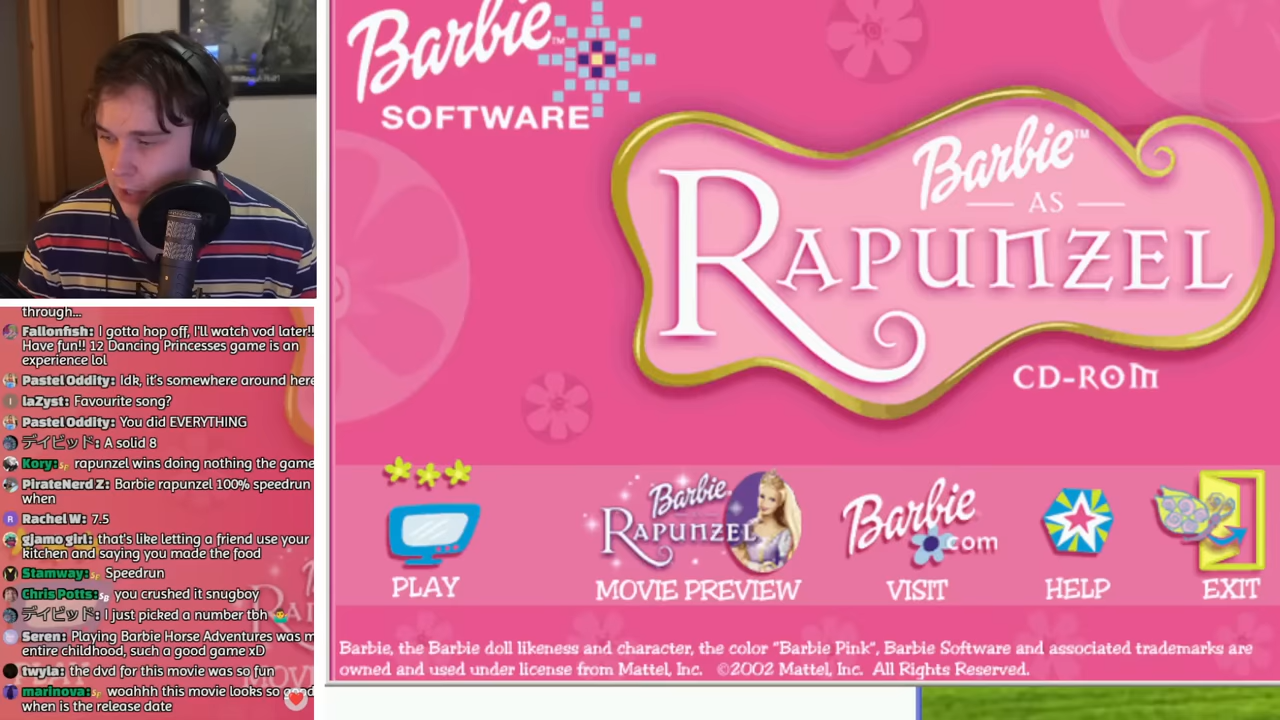 through...
Fallonfish: I gotta hop off, I'll watch vod later!!
Have fun!! 12 Dancing Princesses game is an
experience lol
Pastel Oddity: Idk, it's somewhere around here
laZyst: Favourite song?
Pastel Oddity: You did EVERYTHING
デイビッド: A solid 8
Kory: rapunzel wins doing nothing the game
PirateNerd Z: Barbie rapunzel 100% speedrun
when
Rachel W: 7.5
gjamo girl: that's like letting a friend use your
kitchen and saying you made the food
Stamway: Speedrun
Chris Potts: you crushed it snugboy
デイビッド: I just picked a number tbh
Seren: Playing Barbie Horse Adventures was m
entire childhood, such a good game xD
twyla: the dvd for this movie was so fun
marinova: woahhh this movie looks so good
when is the release date
Barbie™
SOFTWARE
Barbie™
AS
RAPUNZEL
CD-ROM
PLAY
Barbie
RAPUNZEL
MOVIE PREVIEW
Barbie
.com
VISIT
HELP
EXIT
Barbie, the Barbie doll likeness and character, the color "Barbie Pink", Barbie Software and associated trademarks are
owned and used under license from Mattel, Inc. ©2002 Mattel, Inc. All Rights Reserved.